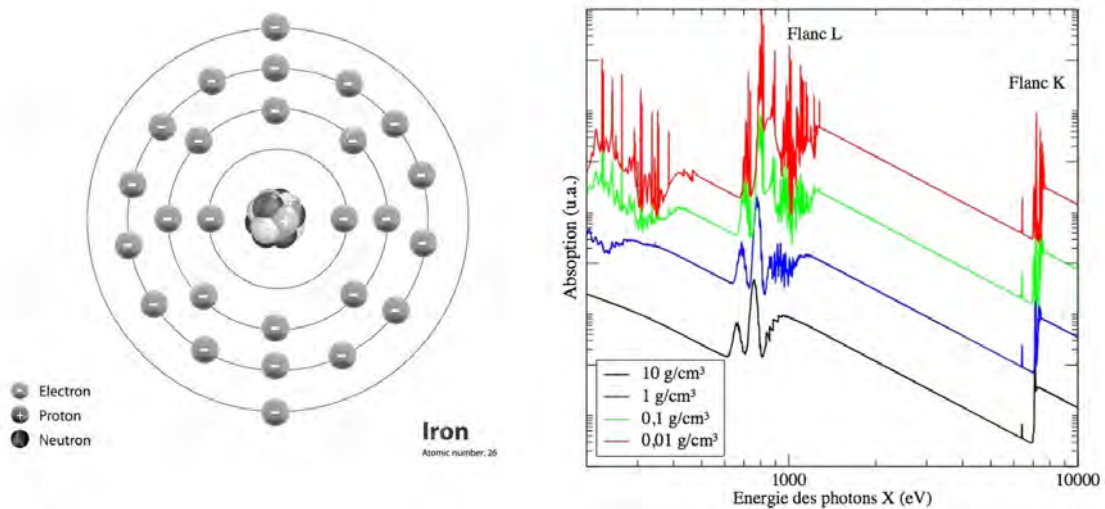 Electron
Proton
Neutron
Iron
Atomic number, 26
Flanc L
Flanc K
Absoption (u.a.)
10 g/cm³
1 g/cm³
0,1 g/cm³
0,01 g/cm³
1000
10000
Energie des photons X (eV)